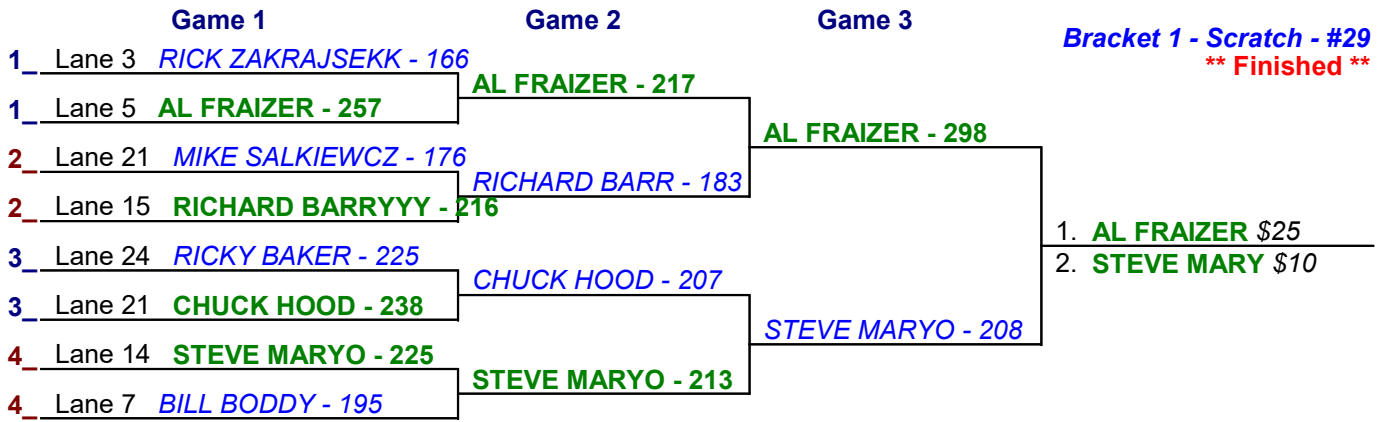 Game 1 Game 2 Game 3
Bracket 1 - Scratch - #29
** Finished **
1_ Lane 3 RICK ZAKRAJSEKK - 166
1_ Lane 5 AL FRAIZER - 257
2_ Lane 21 MIKE SALKIEWCZ - 176
2_ Lane 15 RICHARD BARRYYY - 216
3_ Lane 24 RICKY BAKER - 225
3_ Lane 21 CHUCK HOOD - 238
4_ Lane 14 STEVE MARYO - 225
4_ Lane 7 BILL BODDY - 195
AL FRAIZER - 217
RICHARD BARR - 183
CHUCK HOOD - 207
STEVE MARYO - 213
AL FRAIZER - 298
STEVE MARYO - 208
1. AL FRAIZER $25
2. STEVE MARY $10